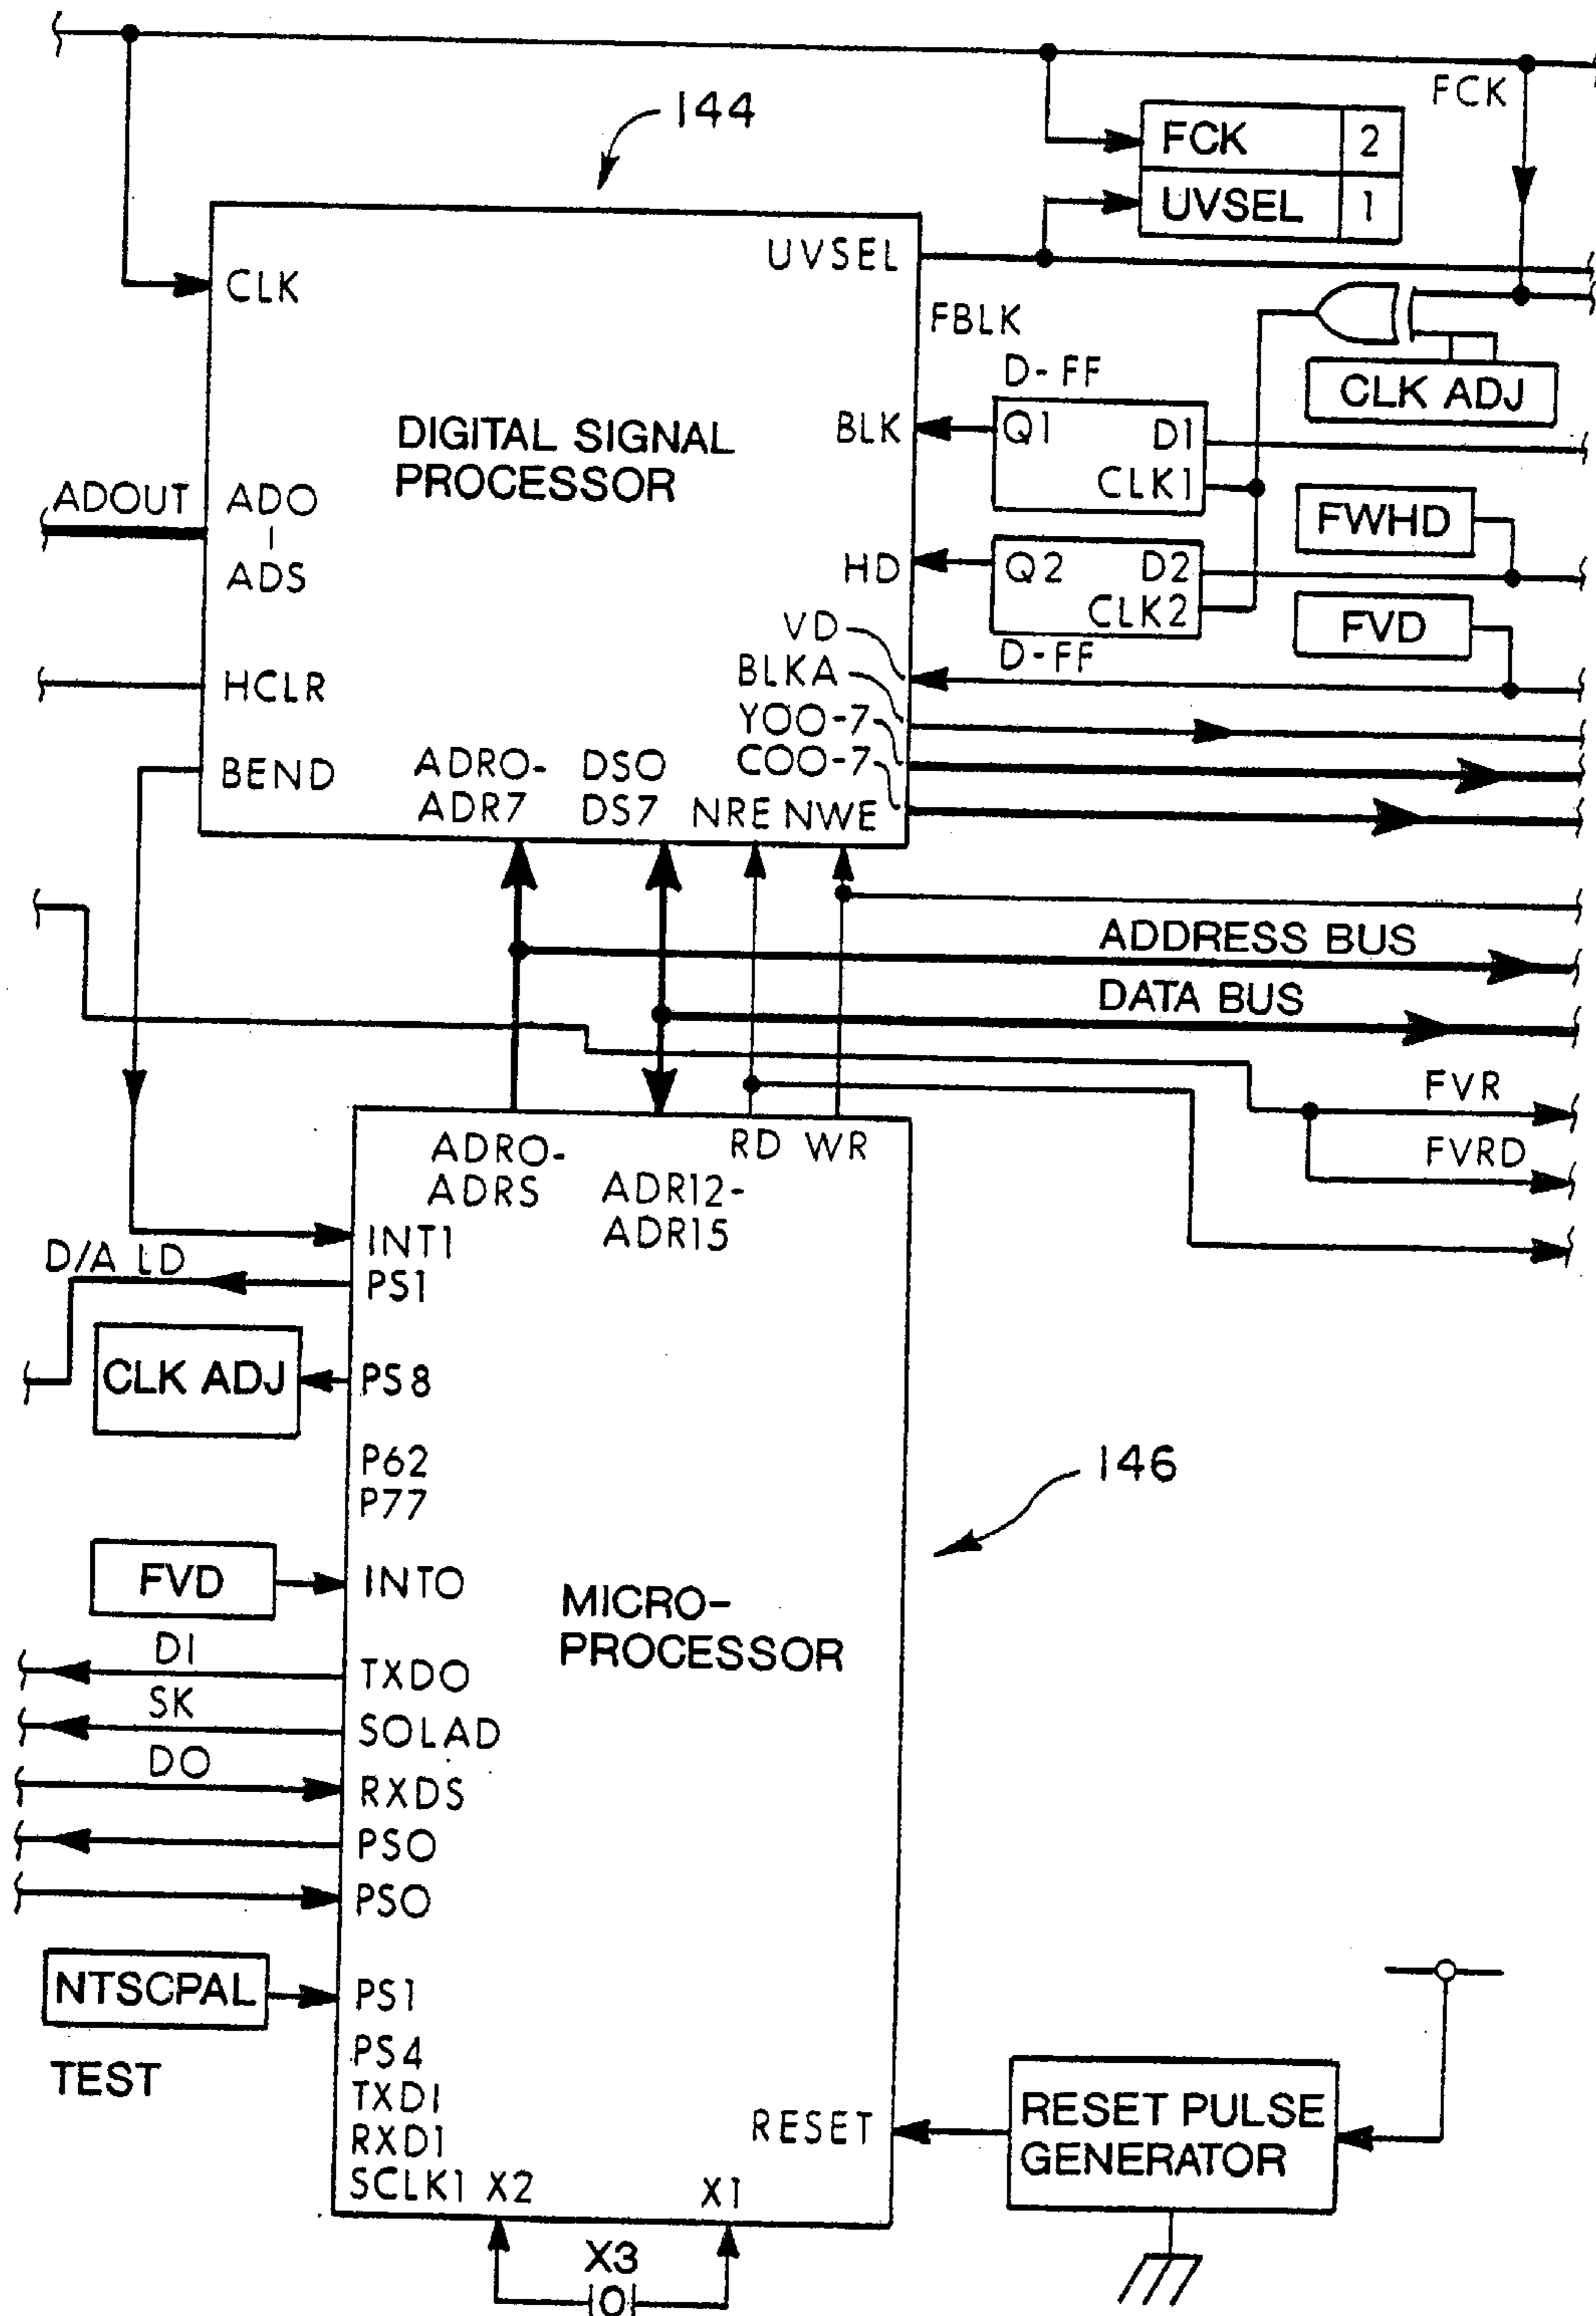 FCK
144
FCK 2
UVSEL 1
UVSEL
CLK
FBLK
D-FF
CLK ADJ
BLK
Q1 D1
CLK1
DIGITAL SIGNAL
PROCESSOR
ADOUT
ADO
ADS
FWHD
HD
Q2 D2
CLK2
D-FF
FVD
VD
BLKA
YOO-7
COO-7
HCLR
BEND
ADRO-
ADR7
DSO
DS7
NRE NWE
ADDRESS BUS
DATA BUS
FVR
FVRD
ADRO-
ADRS
ADR12-
ADR15
RD WR
INT1
D/A LD
PS1
CLK ADJ
PS8
P62
P77
146
FVD
INTO
MICRO-
PROCESSOR
DI
TXDO
SK
SOLAD
DO
RXDS
PSO
PSO
NTSCPAL
PS1
TEST
PS4
TXDI
RXD1
SCLK1 X2
X1
RESET
RESET PULSE
GENERATOR
X3